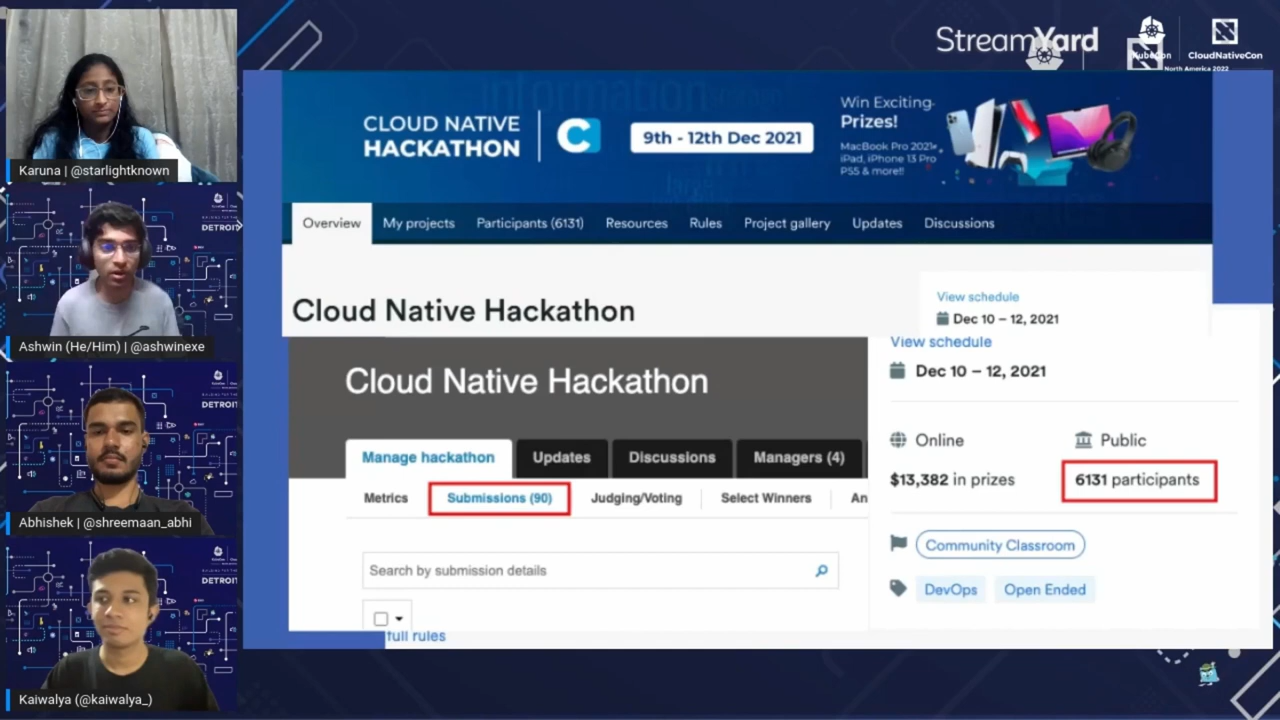 StreamYard
KubeCon
CloudNativeCon
North America 2022
Karuna | @starlightknown
DETROIT
Ashwin (He/Him) | @ashwinexe
DETROIT
Abhishek | @shreemaan_abhi
DETROIT
Kaiwalya (@kaiwalya_)
CLOUD NATIVE
HACKATHON
C
9th - 12th Dec 2021
Win Exciting
Prizes!
MacBook Pro 2021,
iPad, iPhone 13 Pro
PS5 & more!!
Overview My projects Participants (6131) Resources Rules Project gallery Updates Discussions
Cloud Native Hackathon
View schedule
Dec 10 – 12, 2021
Cloud Native Hackathon
Manage hackathon Updates Discussions Managers (4)
Metrics Submissions (90) Judging/Voting Select Winners An
Search by submission details
full rules
View schedule
Dec 10 – 12, 2021
Online Public
$13,382 in prizes 6131 participants
Community Classroom
DevOps Open Ended